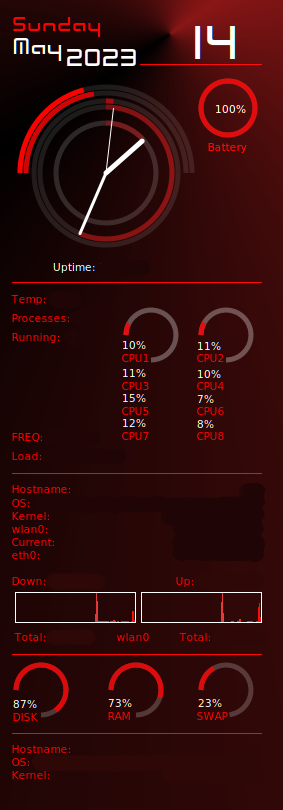 Sunday
May 2023 14
100%
Battery
Uptime:
Temp:
Processes:
Running:
10% 11%
CPU1 CPU2
11% 10%
CPU3 CPU4
15% 7%
CPU5 CPU6
12% 8%
FREQ: CPU7 CPU8
Load:
Hostname:
OS:
Kernel:
wlan0:
Current:
eth0:
Down: Up:
Total: wlan0 Total:
87% 73% 23%
DISK RAM SWAP
Hostname:
OS:
Kernel: